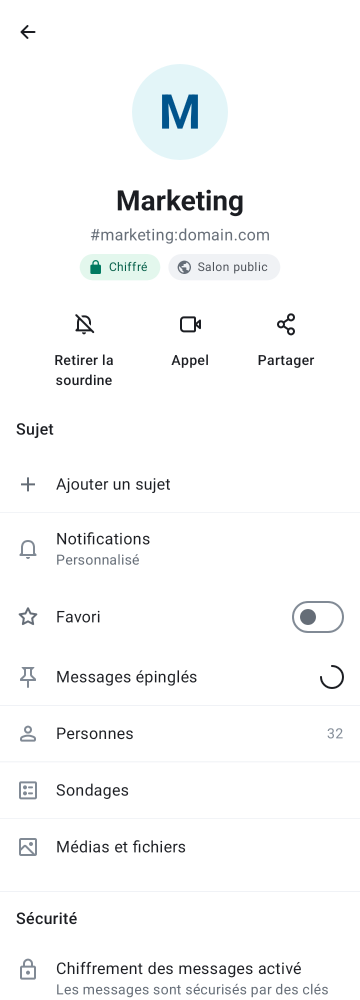 M
Marketing
#marketing:domain.com
Chiffré
Salon public
Retirer la
sourdine
Appel
Partager
Sujet
Ajouter un sujet
Notifications
Personnalisé
Favori
Messages épinglés
Personnes
32
Sondages
Médias et fichiers
Sécurité
Chiffrement des messages activé
Les messages sont sécurisés par des clés